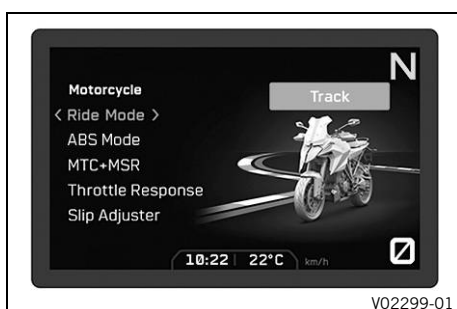 N
Motorcycle
Track
< Ride Mode >
ABS Mode
MTC+MSR
Throttle Response
Slip Adjuster
0
10:22 22°C km/h
V02299-01